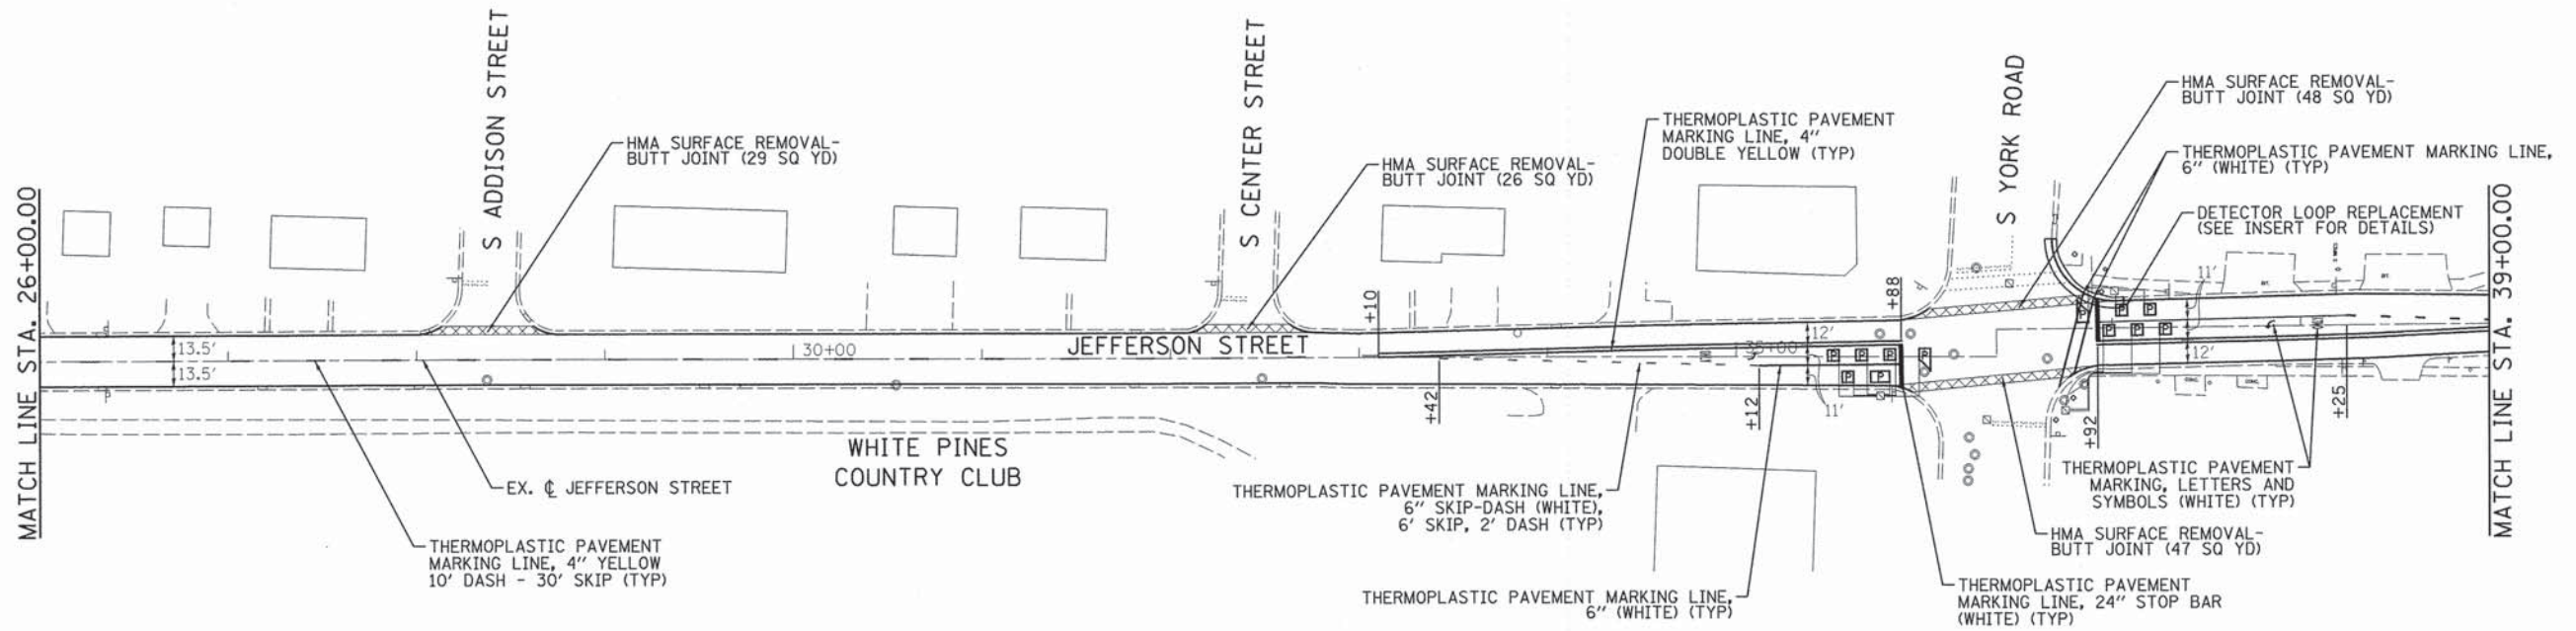 S ADDISON STREET
S CENTER STREET
S YORK ROAD
HMA SURFACE REMOVAL-
BUTT JOINT (29 SQ YD)
HMA SURFACE REMOVAL-
BUTT JOINT (26 SQ YD)
THERMOPLASTIC PAVEMENT
MARKING LINE, 4"
DOUBLE YELLOW (TYP)
HMA SURFACE REMOVAL-
BUTT JOINT (48 SQ YD)
THERMOPLASTIC PAVEMENT MARKING LINE,
6" (WHITE) (TYP)
DETECTOR LOOP REPLACEMENT
(SEE INSERT FOR DETAILS)
MATCH LINE STA. 26+00.00
MATCH LINE STA. 39+00.00
+10
+88
11'
12'
13.5'
13.5'
30+00
JEFFERSON STREET
35+00
P P P P
P P
P P
P P P
12'
11'
+42
+12
+92
+25
WHITE PINES
COUNTRY CLUB
EX. ℄ JEFFERSON STREET
THERMOPLASTIC PAVEMENT
MARKING LINE, 4" YELLOW
10' DASH - 30' SKIP (TYP)
THERMOPLASTIC PAVEMENT MARKING LINE,
6" SKIP-DASH (WHITE),
6' SKIP, 2' DASH (TYP)
THERMOPLASTIC PAVEMENT MARKING LINE,
6" (WHITE) (TYP)
THERMOPLASTIC PAVEMENT
MARKING, LETTERS AND
SYMBOLS (WHITE) (TYP)
HMA SURFACE REMOVAL-
BUTT JOINT (47 SQ YD)
THERMOPLASTIC PAVEMENT
MARKING LINE, 24" STOP BAR
(WHITE) (TYP)